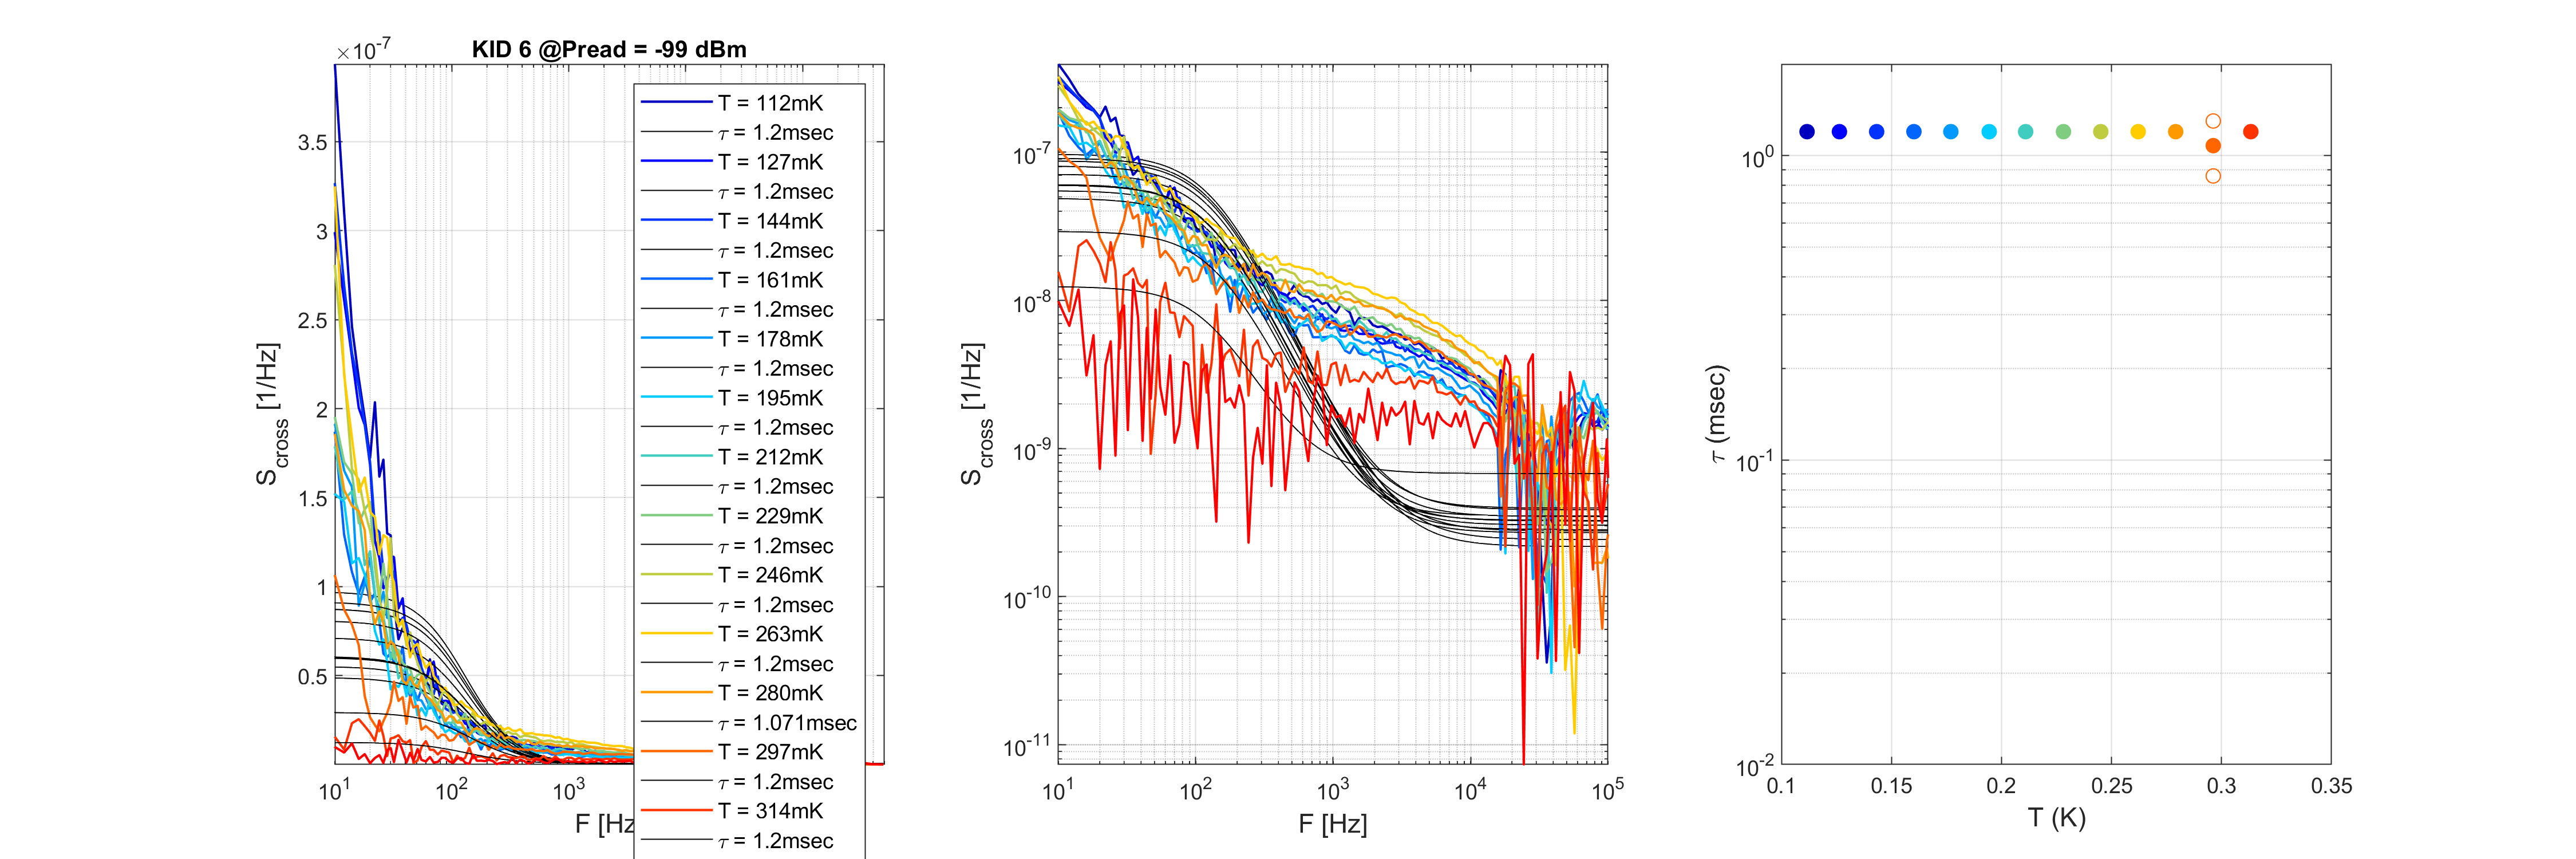 ×10-7
KID 6 @Pread = -99 dBm
3.5
3
2.5
2
1.5
1
0.5
Scross [1/Hz]
101
102
103
F [Hz
T = 112mK
τ = 1.2msec
T = 127mK
τ = 1.2msec
T = 144mK
τ = 1.2msec
T = 161mK
τ = 1.2msec
T = 178mK
τ = 1.2msec
T = 195mK
τ = 1.2msec
T = 212mK
τ = 1.2msec
T = 229mK
τ = 1.2msec
T = 246mK
τ = 1.2msec
T = 263mK
τ = 1.2msec
T = 280mK
τ = 1.071msec
T = 297mK
τ = 1.2msec
T = 314mK
τ = 1.2msec
10-7
10-8
10-9
10-10
10-11
Scross [1/Hz]
101
102
103
104
105
F [Hz]
100
10-1
10-2
τ (msec)
0.1
0.15
0.2
0.25
0.3
0.35
T (K)